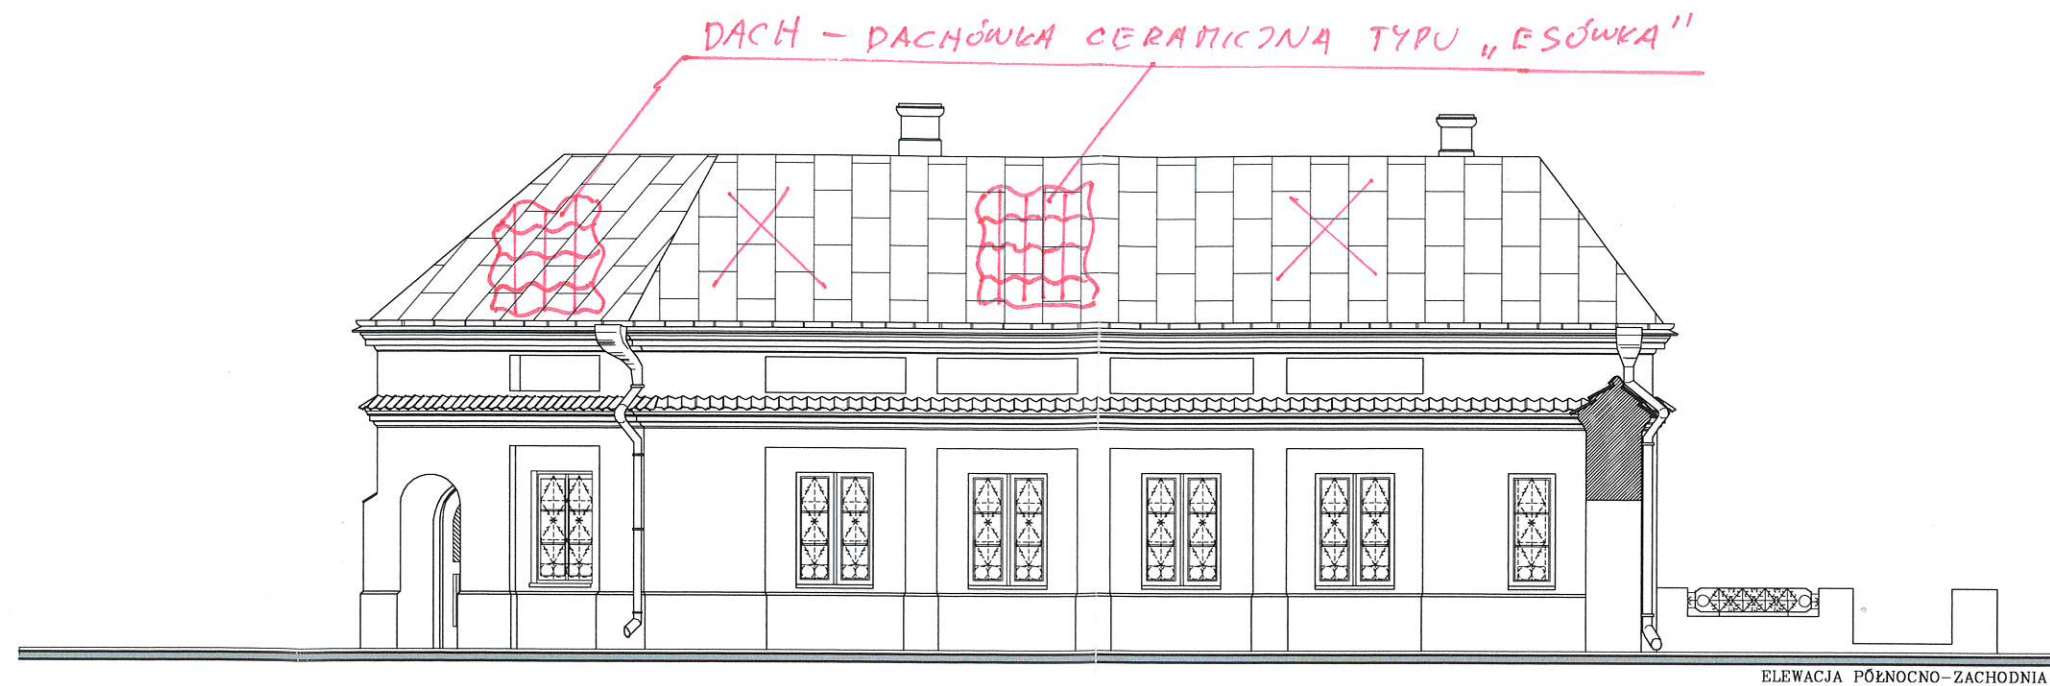 DACH – DACHÓWKA CERAMICZNA TYPU „ESÓWKA"
ELEWACJA PÓŁNOCNO-ZACHODNIA